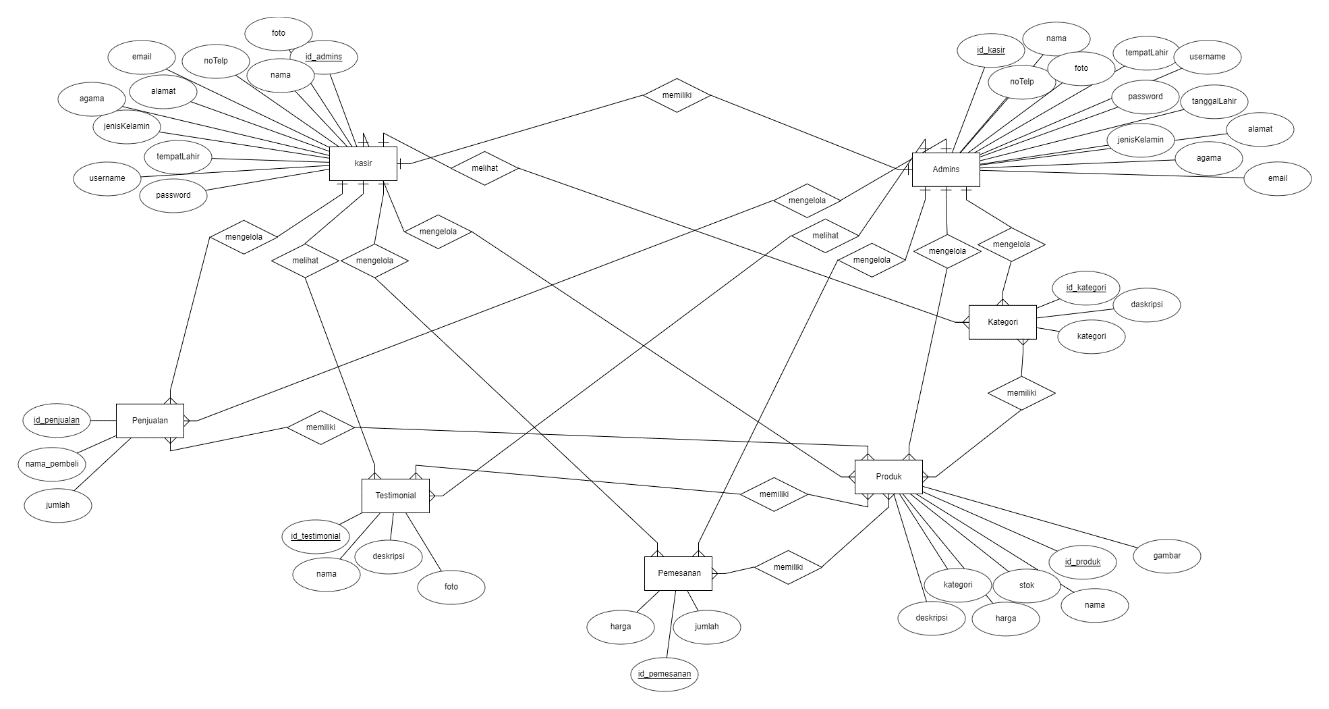 foto
id_admins
email
noTelp
nama
alamat
agama
jenisKelamin
tempatLahir
username
password
kasir
memiliki
melihat
id_kasir
nama
tempatLahir
username
foto
noTelp
password
tanggalLahir
jenisKelamin
alamat
agama
email
Admins
mengelola
melihat
mengelola
mengelola
mengelola
mengelola
melihat
mengelola
mengelola
id_kategori
daskripsi
kategori
Kategori
memiliki
id_penjualan
Penjualan
nama_pembeli
jumlah
memiliki
Testimonial
id_testimonial
nama
deskripsi
foto
memiliki
Produk
memiliki
Pemesanan
harga
jumlah
id_pemesanan
gambar
id_produk
kategori
stok
nama
deskripsi
harga